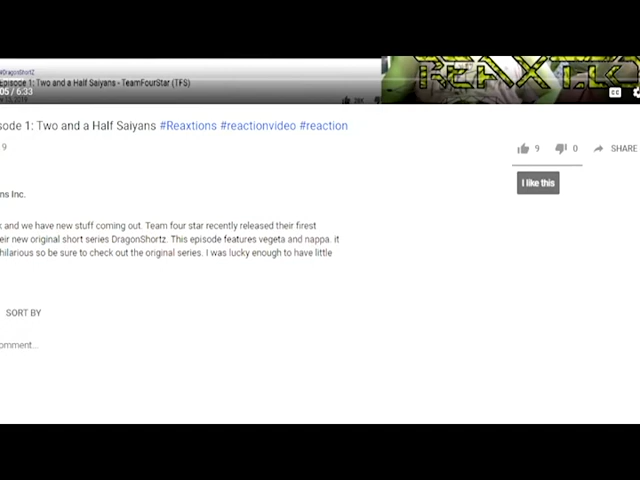 #DragonShortZ
Episode 1: Two and a Half Saiyans - TeamFourStar (TFS)
REAXTIO
05 / 6:33
sode 1: Two and a Half Saiyans #Reaxtions #reactionvideo #reaction
9
9 0 SHARE
I like this
ns Inc.
k and we have new stuff coming out. Team four star recently released their firest
eir new original short series DragonShortz. This episode features vegeta and nappa. it
hilarious so be sure to check out the original series. I was lucky enough to have little
SORT BY
omment...